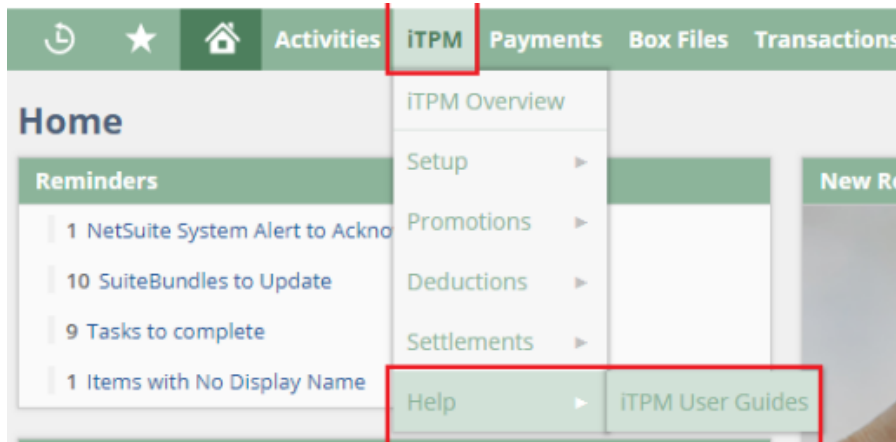 Activities iTPM Payments Box Files Transactions
iTPM Overview
Home
Setup
Reminders
New Re
Promotions
1 NetSuite System Alert to Ackno
10 SuiteBundles to Update
Deductions
9 Tasks to complete
Settlements
1 Items with No Display Name
Help iTPM User Guides